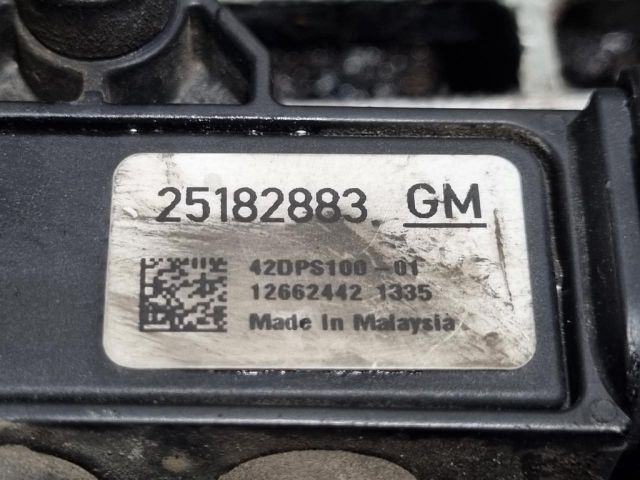 25182883 GM
42DPS100-01
12662442 1335
Made In Malaysia